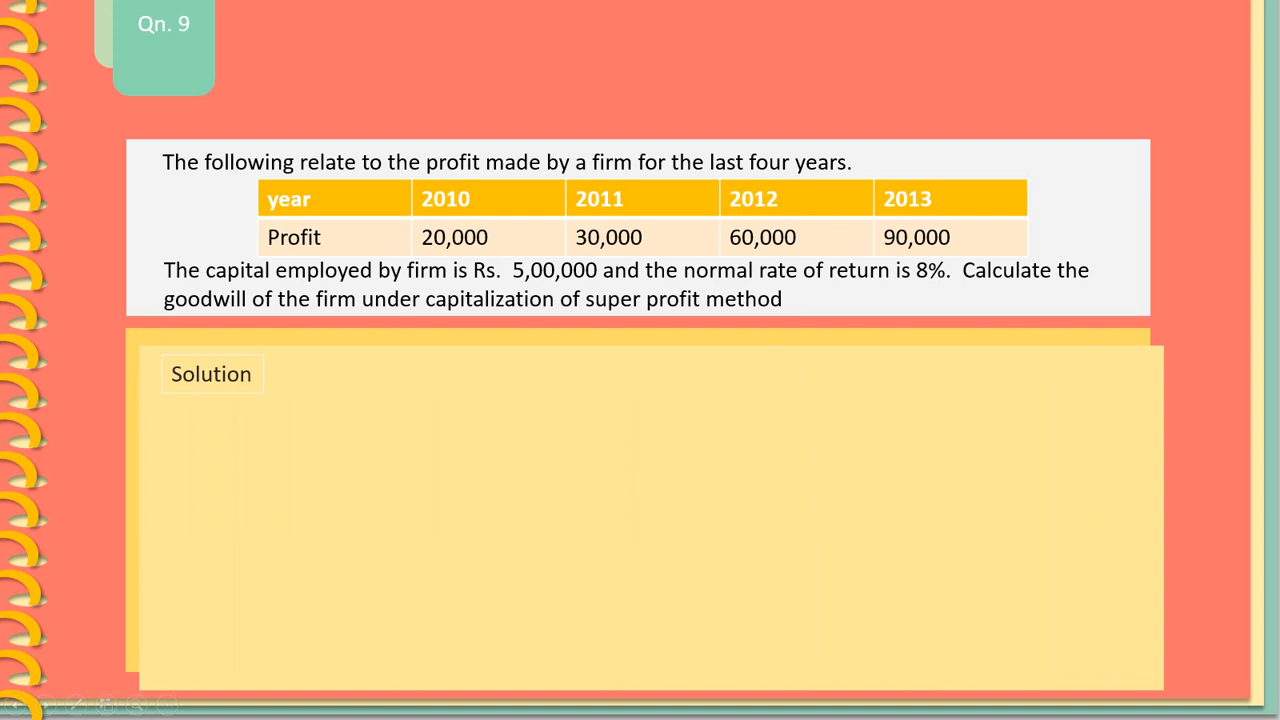 Qn. 9
The following relate to the profit made by a firm for the last four years.
year 2010 2011 2012 2013
Profit 20,000 30,000 60,000 90,000
The capital employed by firm is Rs.  5,00,000 and the normal rate of return is 8%.  Calculate the
goodwill of the firm under capitalization of super profit method
Solution